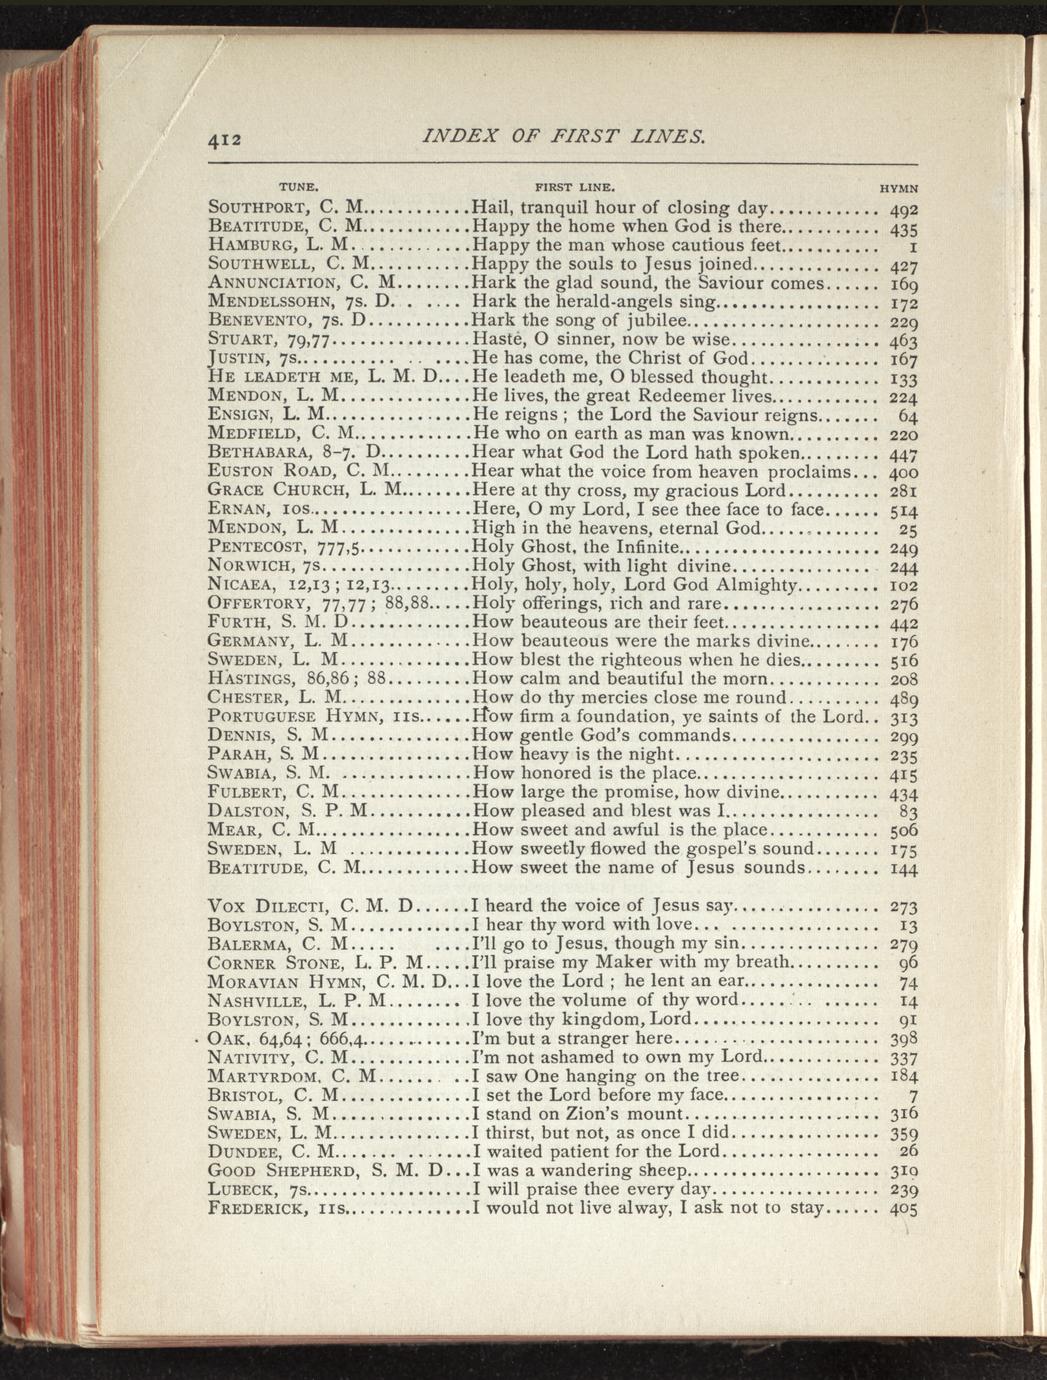 412 INDEX OF FIRST LINES.
TUNE. FIRST LINE. HYMN
SOUTHPORT, C. M............Hail, tranquil hour of closing day............ 492
BEATITUDE, C. M............Happy the home when God is there........... 435
HAMBURG, L. M.............Happy the man whose cautious feet........... 1
SOUTHWELL, C. M...........Happy the souls to Jesus joined.............. 427
ANNUNCIATION, C. M........Hark the glad sound, the Saviour comes...... 169
MENDELSSOHN, 7s. D. . .... Hark the herald-angels sing.................. 172
BENEVENTO, 7s. D...........Hark the song of jubilee..................... 229
STUART, 79,77...............Haste, O sinner, now be wise................ 463
JUSTIN, 7s........... .. ....He has come, the Christ of God.............. 167
HE LEADETH ME, L. M. D....He leadeth me, O blessed thought............ 133
MENDON, L. M...............He lives, the great Redeemer lives............ 224
ENSIGN, L. M................He reigns ; the Lord the Saviour reigns....... 64
MEDFIELD, C. M.............He who on earth as man was known.......... 220
BETHABARA, 8-7. D..........Hear what God the Lord hath spoken......... 447
EUSTON ROAD, C. M.........Hear what the voice from heaven proclaims... 400
GRACE CHURCH, L. M........Here at thy cross, my gracious Lord.......... 281
ERNAN, 10s..................Here, O my Lord, I see thee face to face...... 514
MENDON, L. M...............High in the heavens, eternal God............. 25
PENTECOST, 777,5............Holy Ghost, the Infinite...................... 249
NORWICH, 7s................Holy Ghost, with light divine................ 244
NICAEA, 12,13 ; 12,13.........Holy, holy, holy, Lord God Almighty......... 102
OFFERTORY, 77,77 ; 88,88.....Holy offerings, rich and rare................. 276
FURTH, S. M. D.............How beauteous are their feet................. 442
GERMANY, L. M.............How beauteous were the marks divine........ 176
SWEDEN, L. M...............How blest the righteous when he dies......... 516
HASTINGS, 86,86 ; 88.........How calm and beautiful the morn............ 208
CHESTER, L. M..............How do thy mercies close me round.......... 489
PORTUGUESE HYMN, 11s......How firm a foundation, ye saints of the Lord.. 313
DENNIS, S. M................How gentle God's commands................ 299
PARAH, S. M................How heavy is the night...................... 235
SWABIA, S. M. .............How honored is the place.................... 415
FULBERT, C. M..............How large the promise, how divine........... 434
DALSTON, S. P. M...........How pleased and blest was I................. 83
MEAR, C. M.................How sweet and awful is the place............ 506
SWEDEN, L. M .............How sweetly flowed the gospel's sound....... 175
BEATITUDE, C. M............How sweet the name of Jesus sounds........ 144
VOX DILECTI, C. M. D......I heard the voice of Jesus say................ 273
BOYLSTON, S. M.............I hear thy word with love... ................ 13
BALERMA, C. M..... ....I'll go to Jesus, though my sin............... 279
CORNER STONE, L. P. M.....I'll praise my Maker with my breath.......... 96
MORAVIAN HYMN, C. M. D...I love the Lord ; he lent an ear............... 74
NASHVILLE, L. P. M........ I love the volume of thy word..... .. ...... 14
BOYLSTON, S. M.............I love thy kingdom, Lord.................... 91
OAK, 64,64 ; 666,4............I'm but a stranger here...................... 398
NATIVITY, C. M.............I'm not ashamed to own my Lord............. 337
MARTYRDOM, C. M...... . ..I saw One hanging on the tree............... 184
BRISTOL, C. M..............I set the Lord before my face................. 7
SWABIA, S. M...............I stand on Zion's mount..................... 316
SWEDEN, L. M...............I thirst, but not, as once I did................ 359
DUNDEE, C. M....... .......I waited patient for the Lord................. 26
GOOD SHEPHERD, S. M. D...I was a wandering sheep.................... 319
LUBECK, 7s..................I will praise thee every day.................. 239
FREDERICK, 11s..............I would not live alway, I ask not to stay...... 405